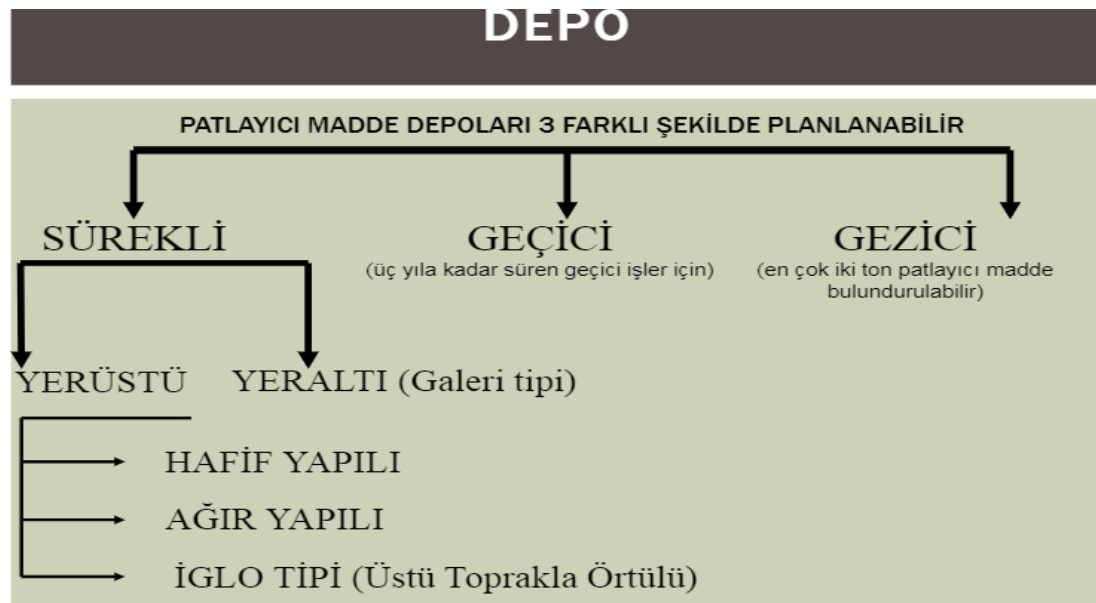 DEPO
PATLAYICI MADDE DEPOLARI 3 FARKLI ŞEKİLDE PLANLANABİLİR
SÜREKLİ
GEÇİCİ
(üç yıla kadar süren geçici işler için)
GEZİCİ
(en çok iki ton patlayıcı madde
bulundurulabilir)
YERÜSTÜ
YERALTI (Galeri tipi)
HAFİF YAPILI
AĞIR YAPILI
İGLO TİPİ (Üstü Toprakla Örtülü)